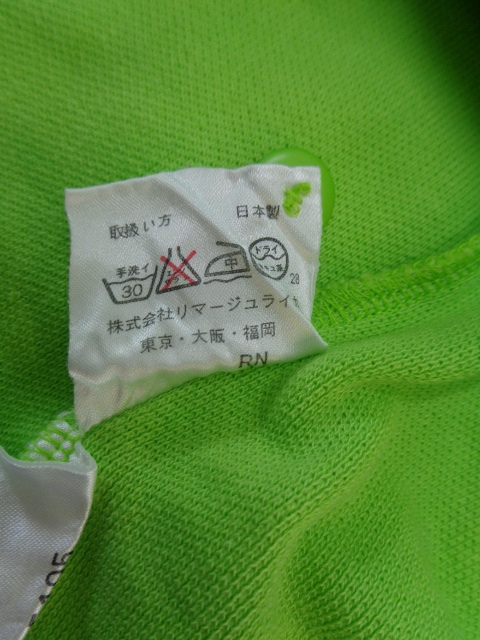 日本製
取扱い方
手洗イ
30
中
ドライ
28
株式会社リマージュライカ
東京・大阪・福岡
RN